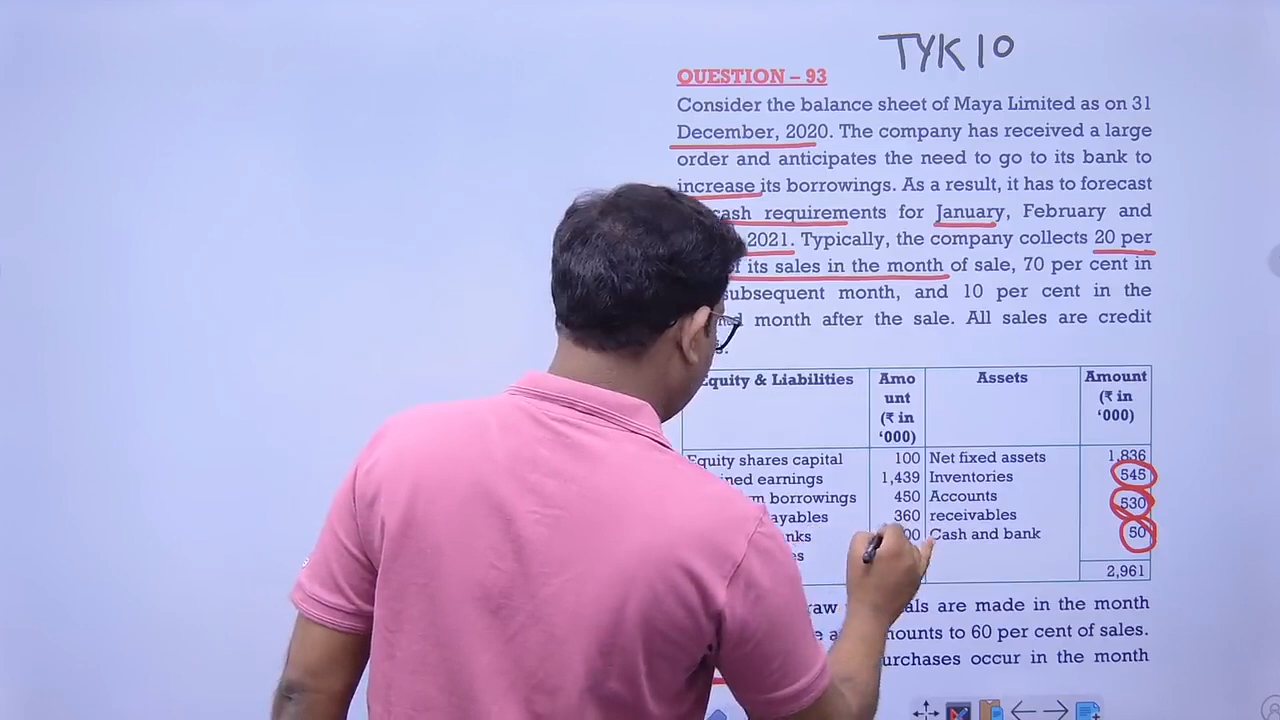 TYK 10
QUESTION – 93
Consider the balance sheet of Maya Limited as on 31
December, 2020. The company has received a large
order and anticipates the need to go to its bank to
increase its borrowings. As a result, it has to forecast
cash requirements for January, February and
2021. Typically, the company collects 20 per
its sales in the month of sale, 70 per cent in
subsequent month, and 10 per cent in the
month after the sale. All sales are credit
Equity & Liabilities Amo unt (₹ in ‘000) Assets Amount (₹ in ‘000)
Equity shares capital 100 Net fixed assets 1,836
earnings 1,439 Inventories 545
borrowings 450 Accounts 530
360 receivables
Cash and bank 50
2,961
are made in the month
to 60 per cent of sales.
occur in the month